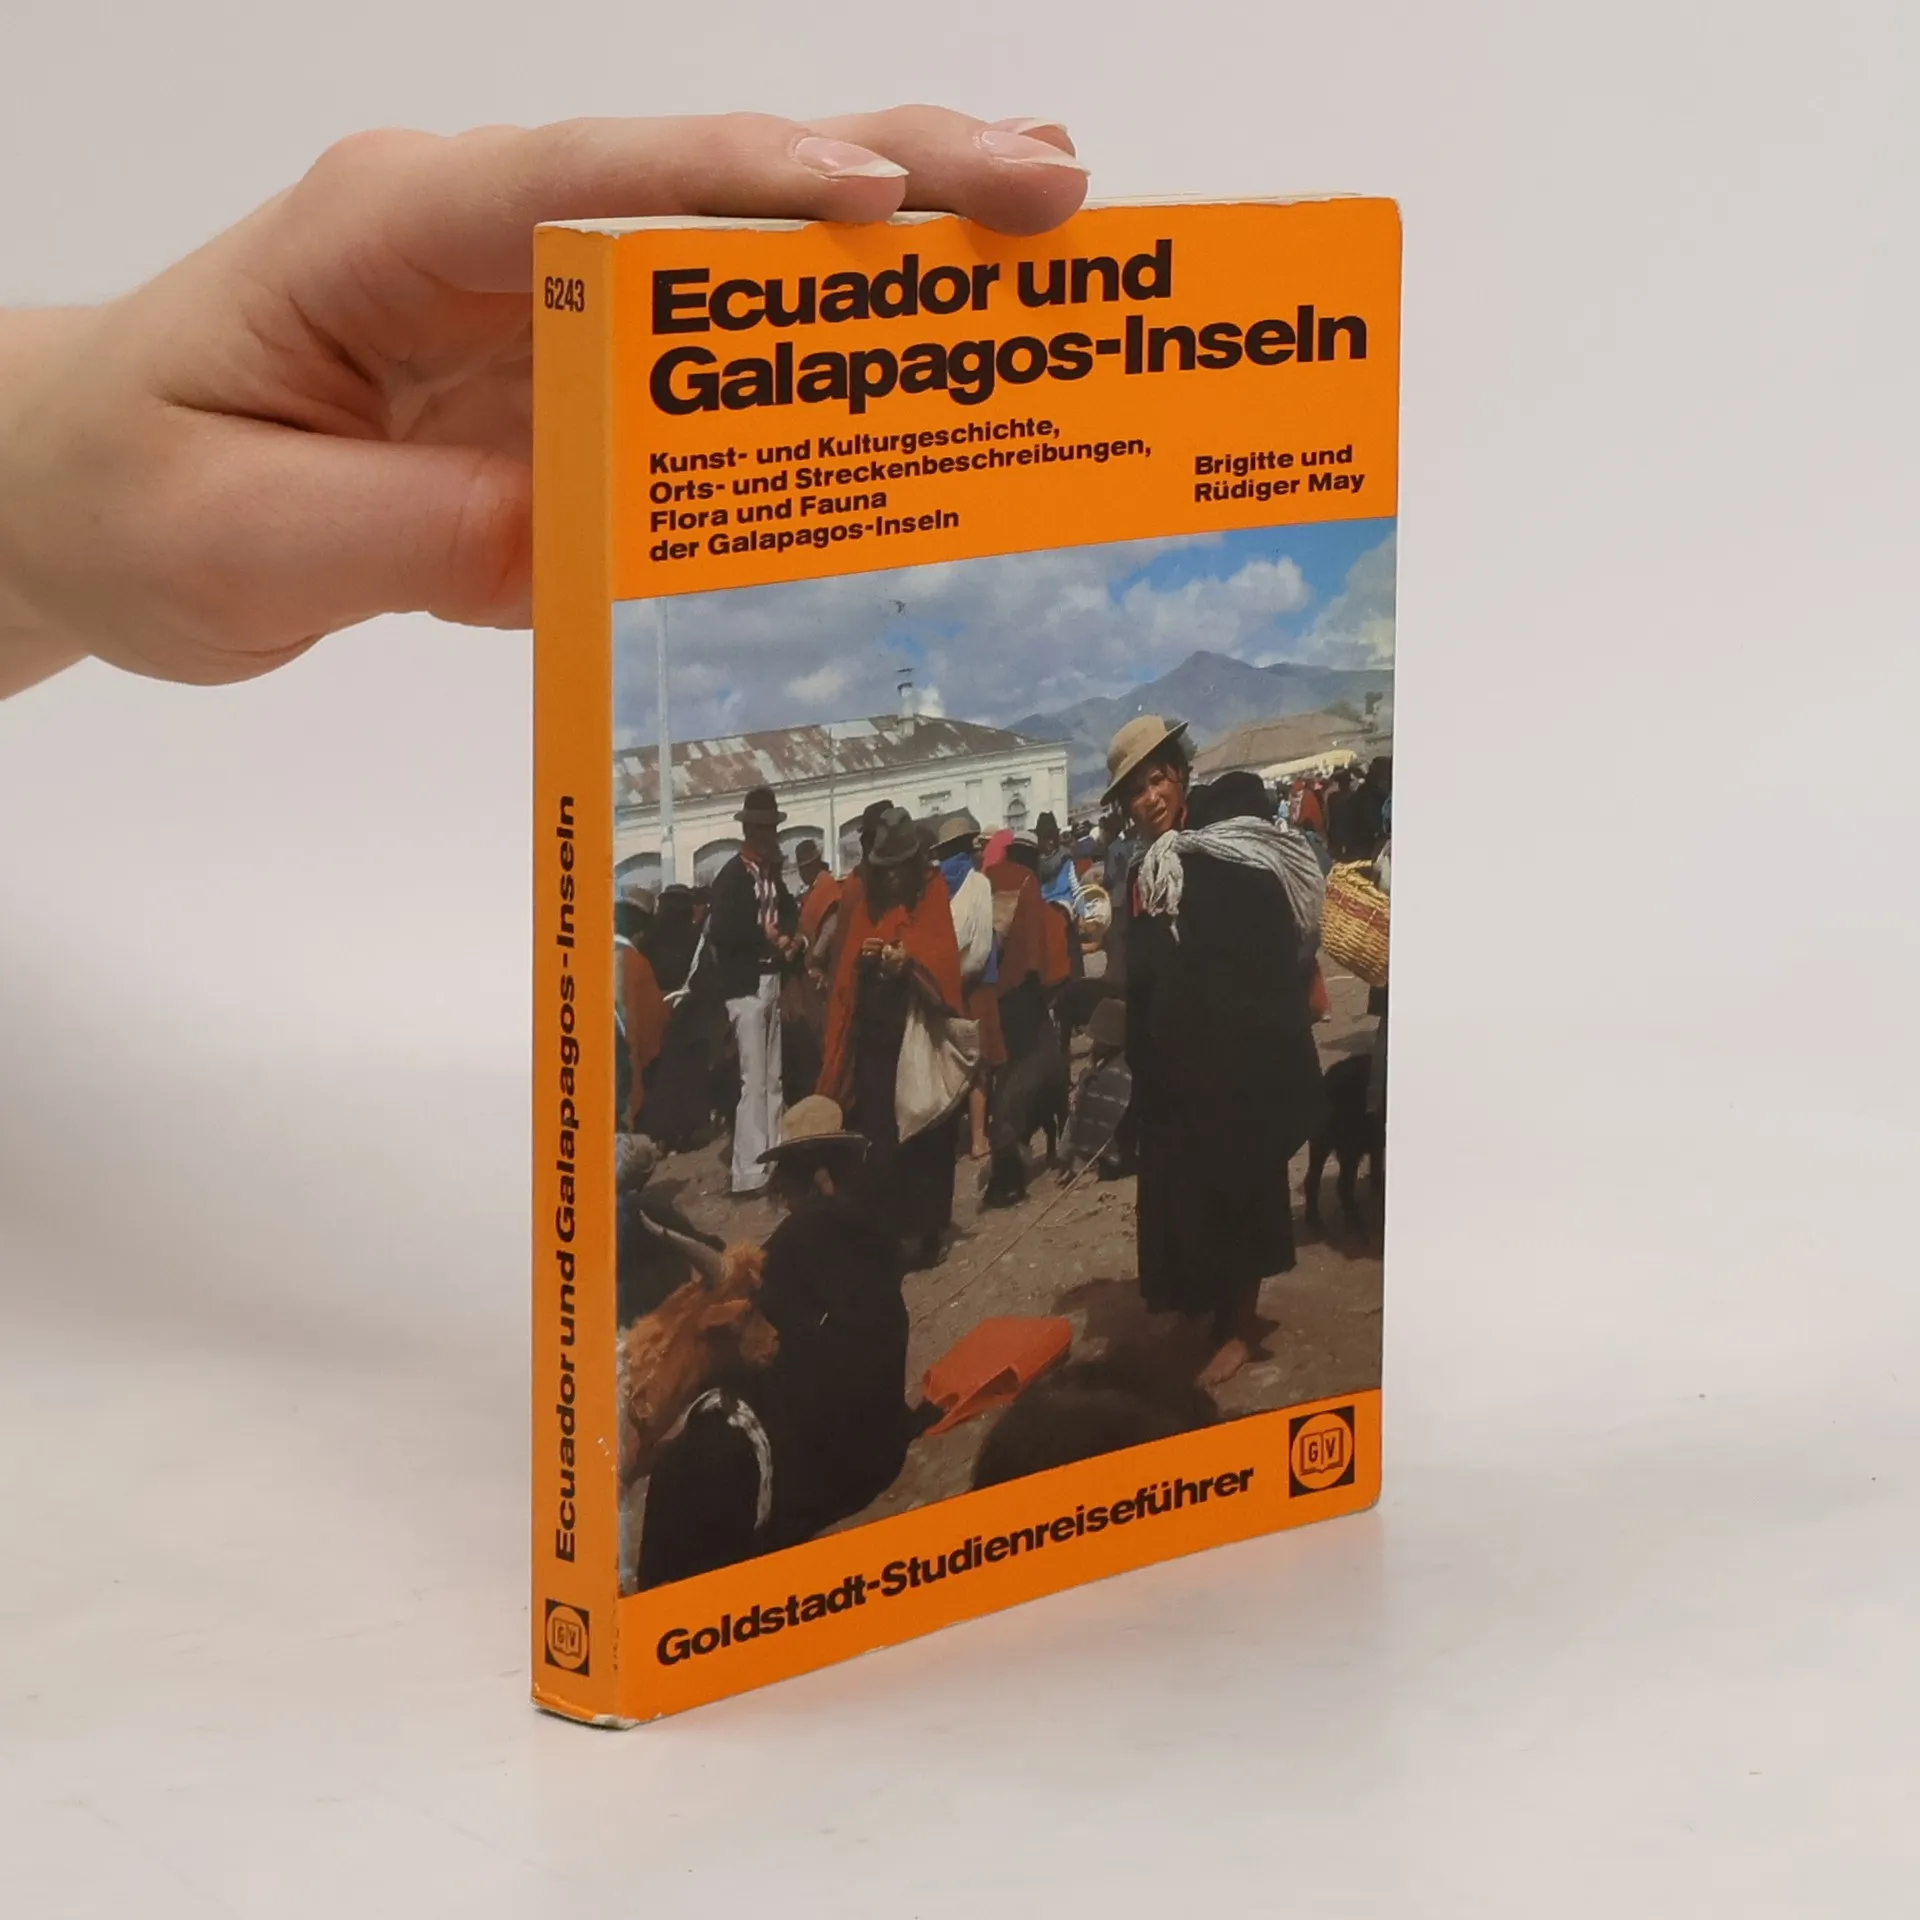 6243
Ecuador und Galapagos-Inseln
GV
Ecuador und
Galapagos-Inseln
Kunst- und Kulturgeschichte,
Orts- und Streckenbeschreibungen,
Flora und Fauna
der Galapagos-Inseln
Brigitte und
Rüdiger May
Goldstadt-Studienreiseführer
GV